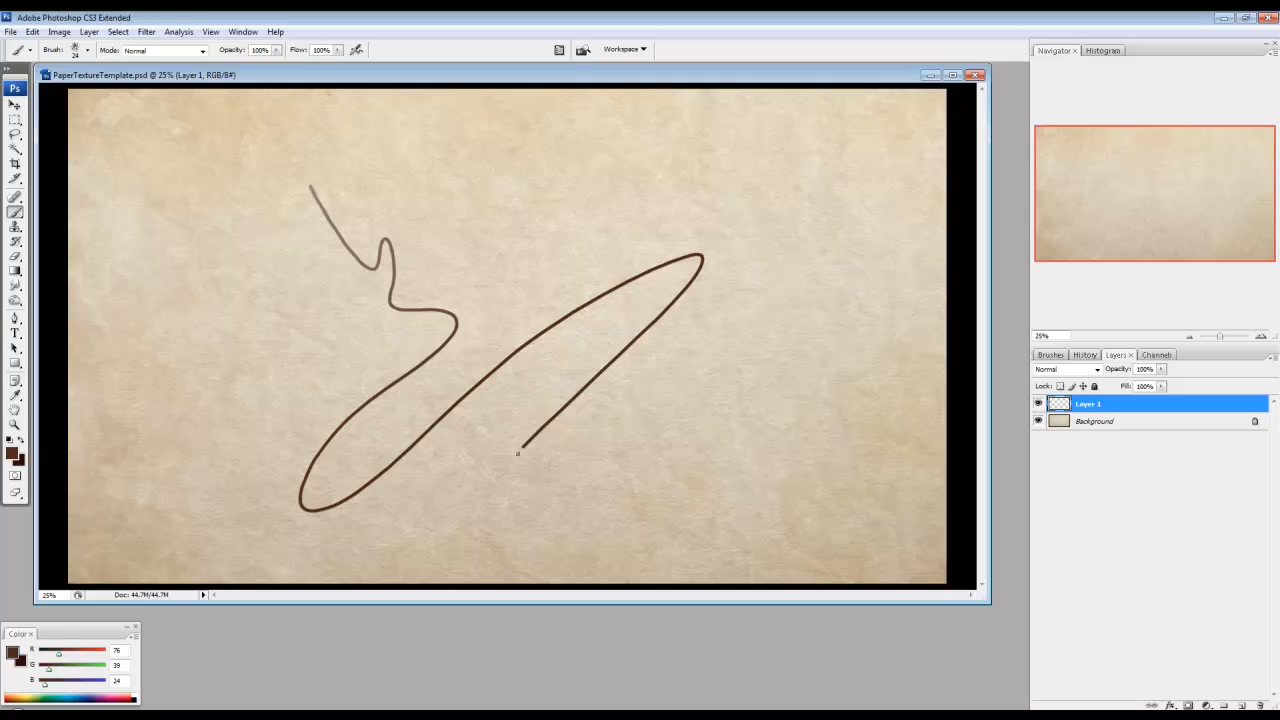 Adobe Photoshop CS3 Extended
File Edit Image Layer Select Filter Analysis View Window Help
Brush: 24 Mode: Normal Opacity: 100% Flow: 100% Workspace
PaperTextureTemplate.psd @ 25% (Layer 1, RGB/8#)
Ps
T
25% Doc: 44.7M/44.7M
Color
R 76
G 39
B 24
Navigator Histogram
25%
Brushes History Layers Channels
Normal Opacity: 100%
Lock: Fill: 100%
Layer 1
Background